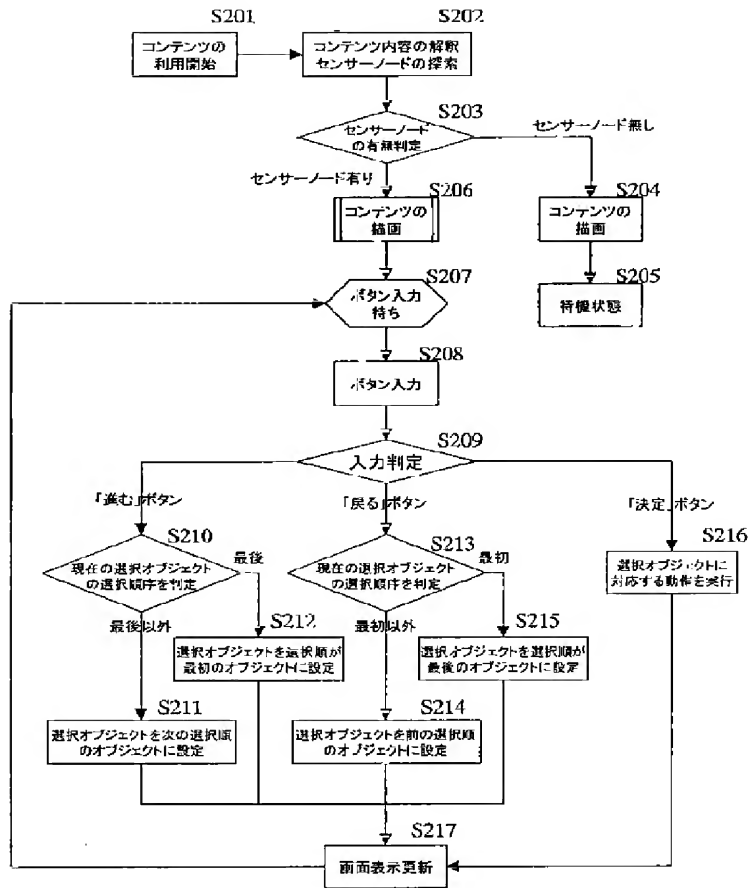 S201
コンテンツの
利用開始
S202
コンテンツ内容の解釈
センサーノードの探索
S203
センサーノード
の有無判定
センサーノード無し
センサーノード有り
S206
コンテンツの
描画
S204
コンテンツの
描画
S207
ボタン入力
待ち
S205
待機状態
S208
ボタン入力
S209
入力判定
「進む」ボタン
「戻る」ボタン
「決定」ボタン
S210
現在の選択オブジェクト
の選択順序を判定
最後
S213
現在の選択オブジェクト
の選択順序を判定
最初
S216
選択オブジェクトに
対応する動作を実行
最後以外
S212
選択オブジェクトを選択順が
最初のオブジェクトに設定
最初以外
S215
選択オブジェクトを選択順が
最後のオブジェクトに設定
S211
選択オブジェクトを次の選択順
のオブジェクトに設定
S214
選択オブジェクトを前の選択順
のオブジェクトに設定
S217
画面表示更新